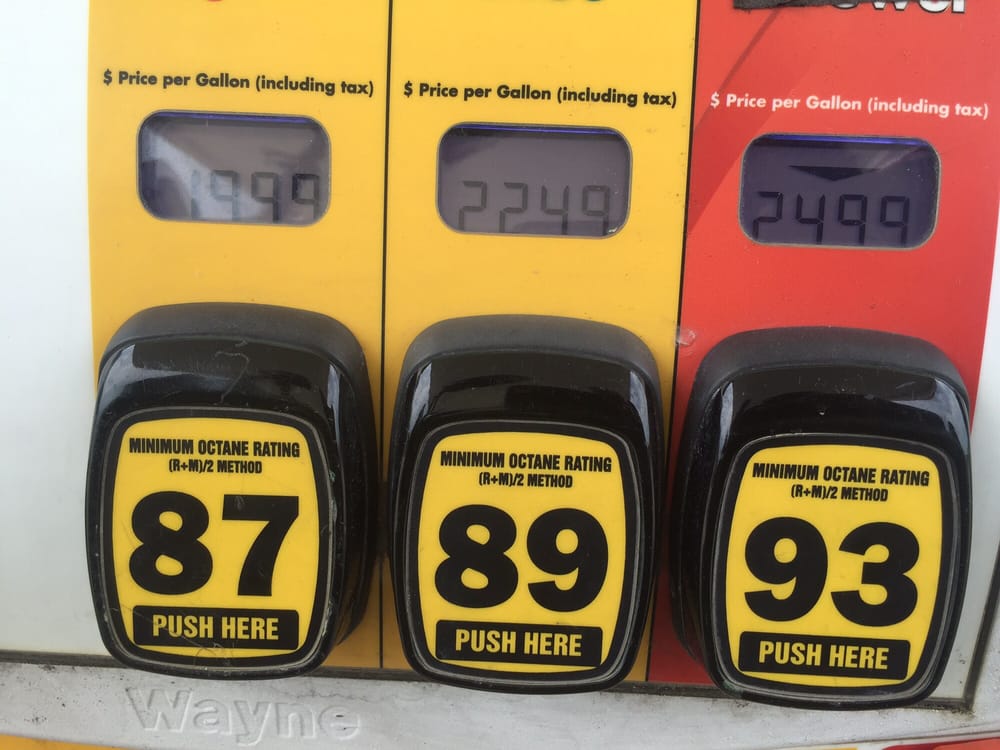 $ Price per Gallon (including tax)
1999
MINIMUM OCTANE RATING
(R+M)/2 METHOD
87
PUSH HERE
$ Price per Gallon (including tax)
2249
MINIMUM OCTANE RATING
(R+M)/2 METHOD
89
PUSH HERE
$ Price per Gallon (including tax)
2499
MINIMUM OCTANE RATING
(R+M)/2 METHOD
93
PUSH HERE
Wayne